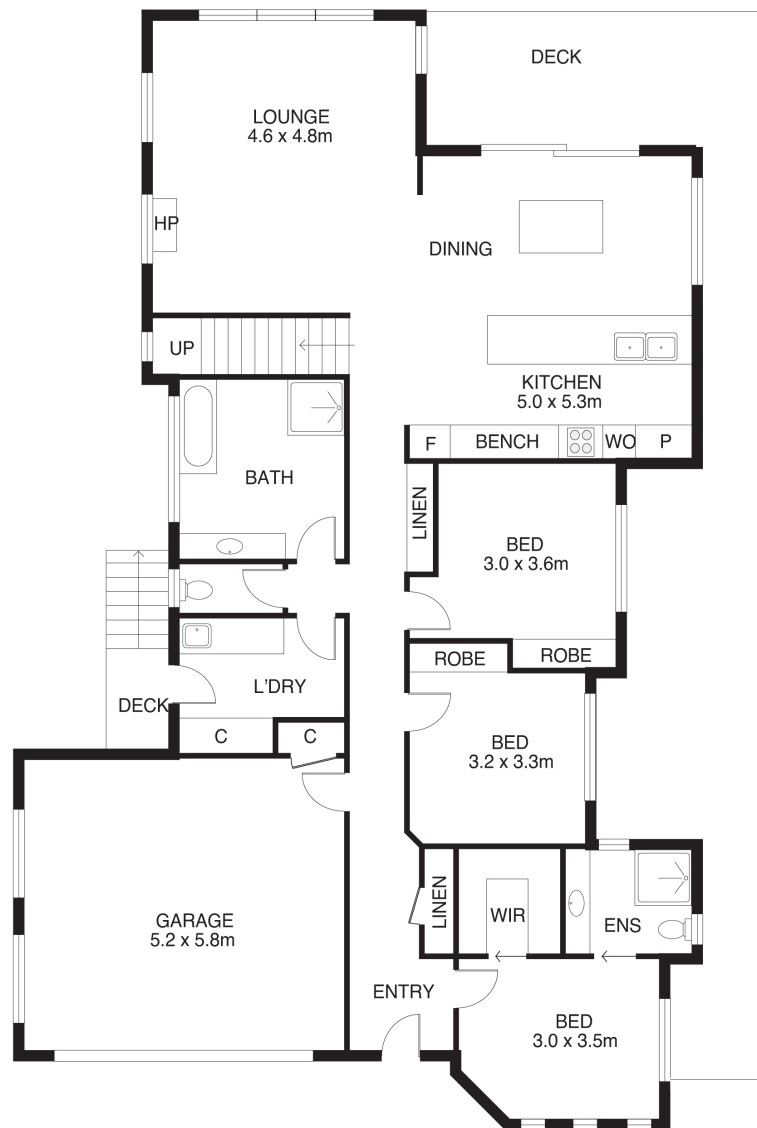 DECK
LOUNGE
4.6 x 4.8m
HP
DINING
UP
KITCHEN
5.0 x 5.3m
F
BENCH
WO
P
BATH
LINEN
BED
3.0 x 3.6m
ROBE
ROBE
L'DRY
DECK
C
C
BED
3.2 x 3.3m
LINEN
WIR
ENS
GARAGE
5.2 x 5.8m
ENTRY
BED
3.0 x 3.5m